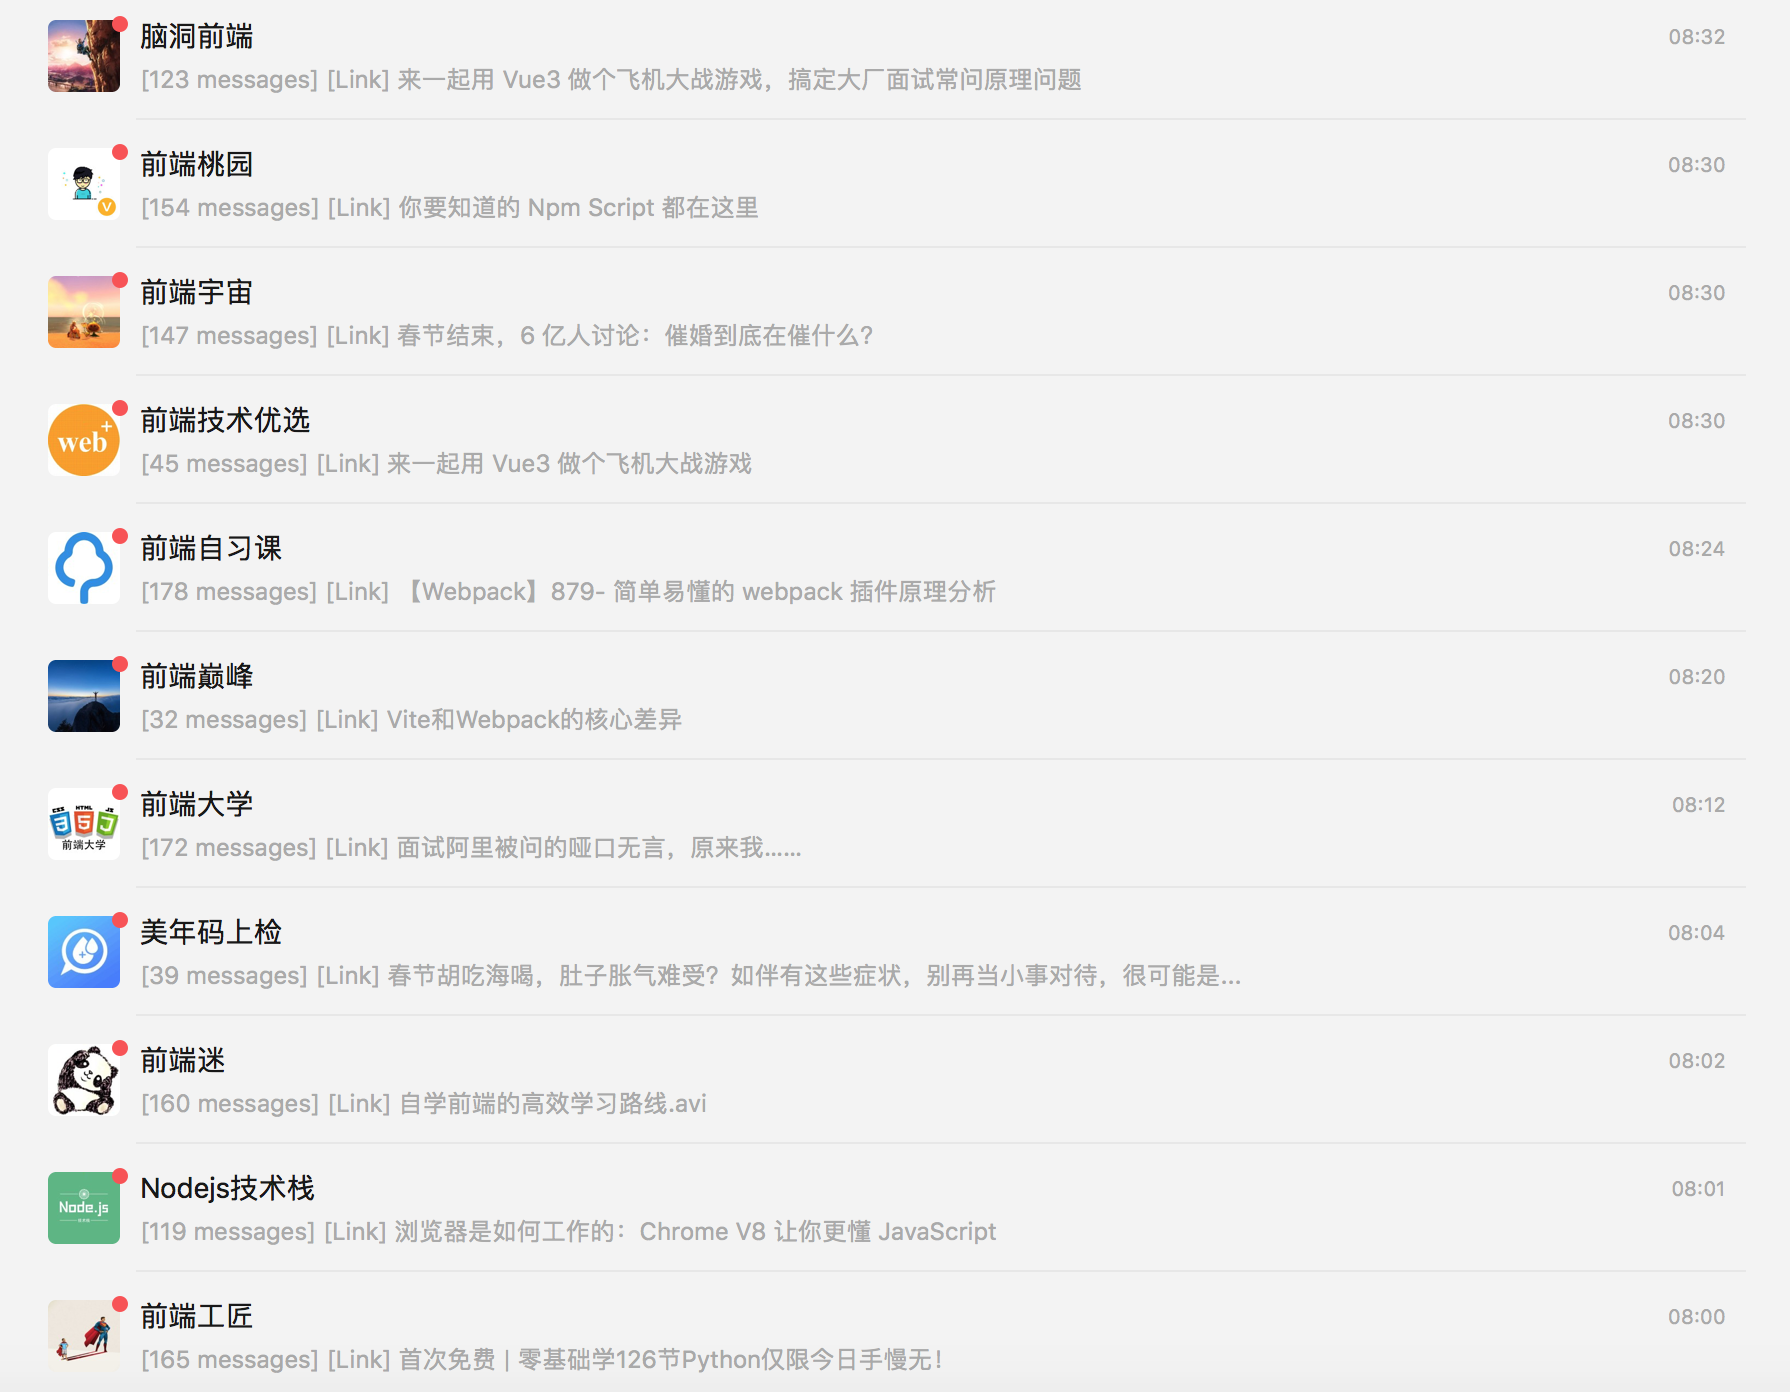 脑洞前端
08:32
[123 messages] [Link] 来一起用 Vue3 做个飞机大战游戏，搞定大厂面试常问原理问题
前端桃园
08:30
[154 messages] [Link] 你要知道的 Npm Script 都在这里
V
前端宇宙
08:30
[147 messages] [Link] 春节结束，6 亿人讨论：催婚到底在催什么？
前端技术优选
08:30
web+
[45 messages] [Link] 来一起用 Vue3 做个飞机大战游戏
前端自习课
08:24
[178 messages] [Link] 【Webpack】879- 简单易懂的 webpack 插件原理分析
前端巅峰
08:20
[32 messages] [Link] Vite和Webpack的核心差异
前端大学
08:12
CSS HTML JS
3 5 J
前端大学
[172 messages] [Link] 面试阿里被问的哑口无言，原来我……
美年码上检
08:04
[39 messages] [Link] 春节胡吃海喝，肚子胀气难受？如伴有这些症状，别再当小事对待，很可能是...
前端迷
08:02
[160 messages] [Link] 自学前端的高效学习路线.avi
Nodejs技术栈
08:01
Node.js
[119 messages] [Link] 浏览器是如何工作的：Chrome V8 让你更懂 JavaScript
前端工匠
08:00
[165 messages] [Link] 首次免费 | 零基础学126节Python仅限今日手慢无！